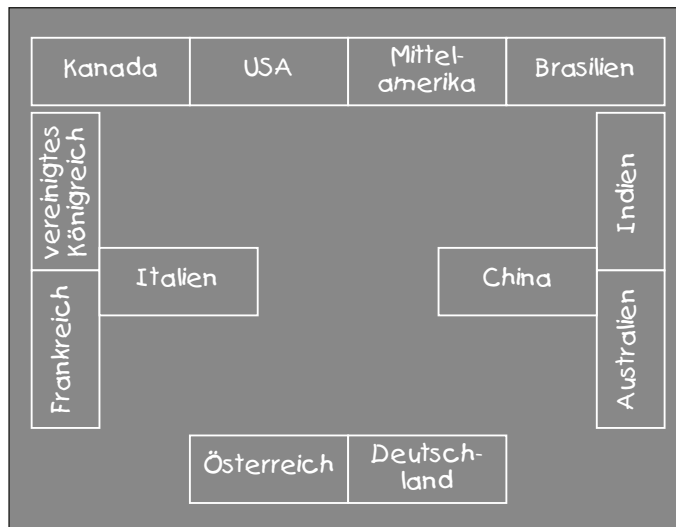 Kanada
USA
Mittel-
amerika
Brasilien
vereinigtes
Königreich
Indien
Italien
China
Frankreich
Australien
Österreich
Deutsch-
land